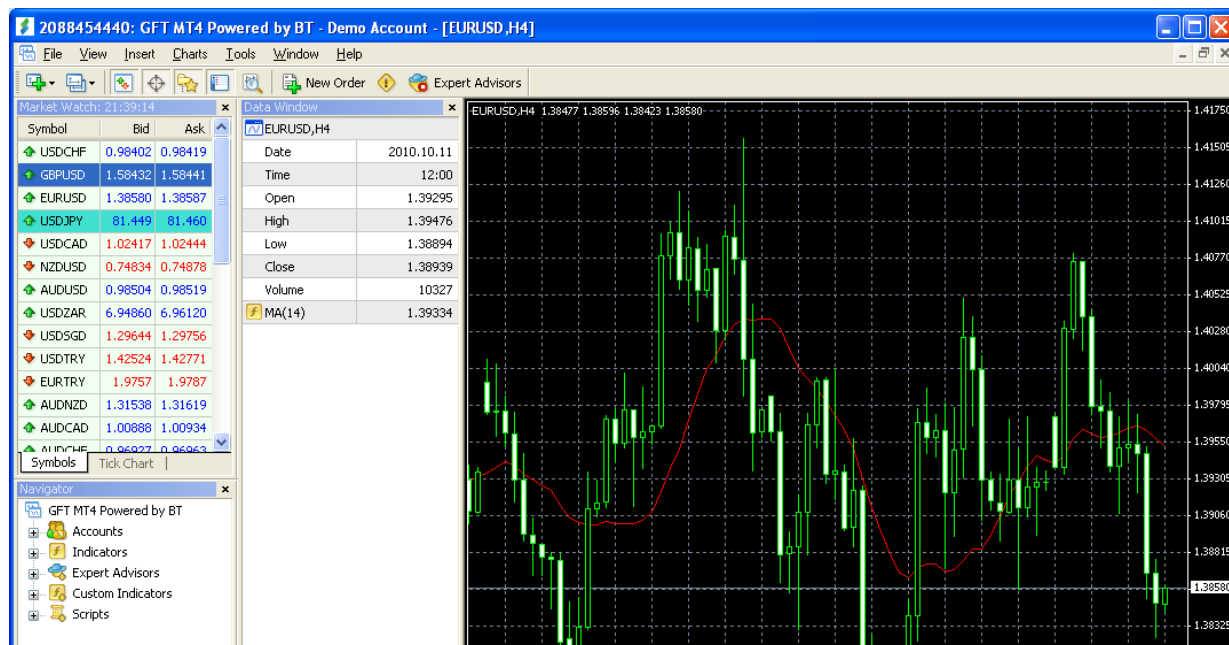 2088454440: GFT MT4 Powered by BT - Demo Account - [EURUSD,H4]
File View Insert Charts Tools Window Help
New Order Expert Advisors
Market Watch: 21:39:14
Symbol Bid Ask
USDCHF 0.98402 0.98419
GBPUSD 1.58432 1.58441
EURUSD 1.38580 1.38587
USDJPY 81.449 81.460
USDCAD 1.02417 1.02444
NZDUSD 0.74834 0.74878
AUDUSD 0.98504 0.98519
USDZAR 6.94860 6.96120
USDSGD 1.29644 1.29756
USDTRY 1.42524 1.42771
EURTRY 1.9757 1.9787
AUDNZD 1.31538 1.31619
AUDCAD 1.00888 1.00934
AUDCHF 0.96927 0.96963
Symbols Tick Chart
Navigator
GFT MT4 Powered by BT
Accounts
Indicators
Expert Advisors
Custom Indicators
Scripts
Data Window
EURUSD,H4
Date 2010.10.11
Time 12:00
Open 1.39295
High 1.39476
Low 1.38894
Close 1.38939
Volume 10327
MA(14) 1.39334
EURUSD,H4 1.38477 1.38596 1.38423 1.38580
1.41750
1.41505
1.41260
1.41015
1.40770
1.40525
1.40280
1.40040
1.39795
1.39550
1.39305
1.39060
1.38815
1.38580
1.38325